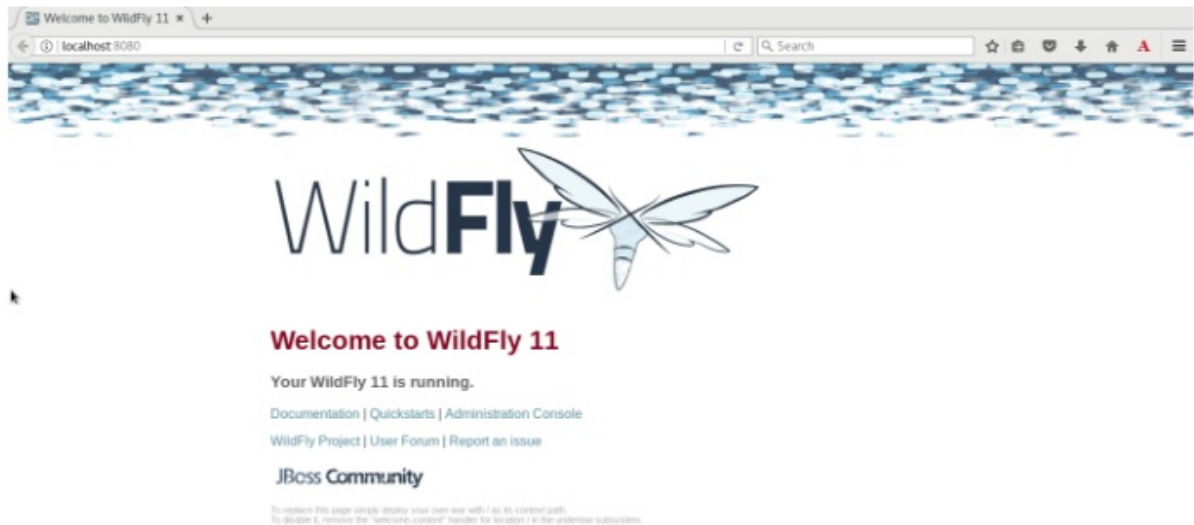 Welcome to WildFly 11
localhost:8080
Search
WildFly
Welcome to WildFly 11
Your WildFly 11 is running.
Documentation | Quickstarts | Administration Console
WildFly Project | User Forum | Report an issue
JBoss Community
To replace this page simply deploy your own war with / as its context path.
To disable it, remove the "welcome-content" handler for location / in the undertow subsystem.